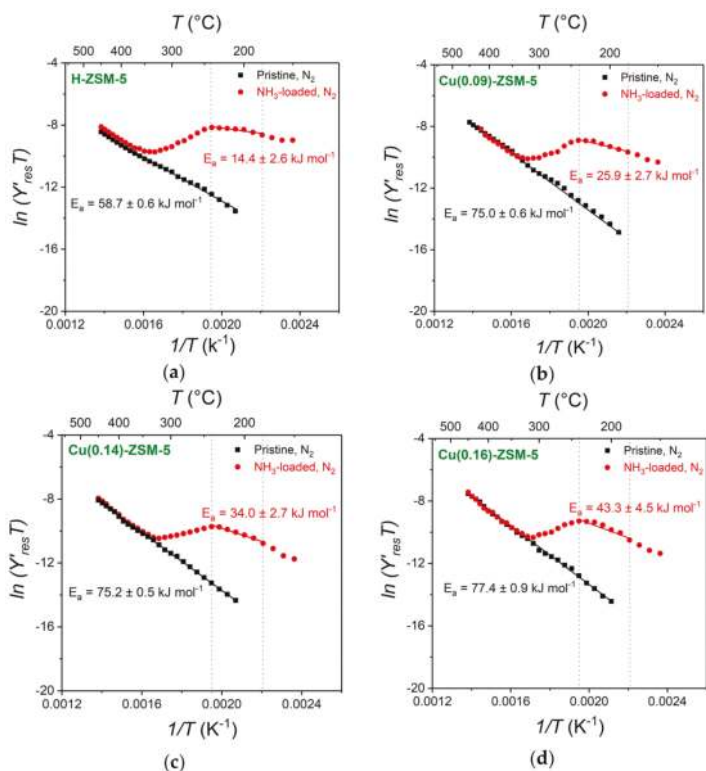 T (°C)
500 400 300 200
H-ZSM-5
Pristine, N₂
NH₃-loaded, N₂
Eₐ = 14.4 ± 2.6 kJ mol⁻¹
Eₐ = 58.7 ± 0.6 kJ mol⁻¹
ln (Y'res T)
-4
-8
-12
-16
-20
0.0012 0.0016 0.0020 0.0024
1/T (k⁻¹)
(a)
T (°C)
500 400 300 200
Cu(0.09)-ZSM-5
Pristine, N₂
NH₃-loaded, N₂
Eₐ = 25.9 ± 2.7 kJ mol⁻¹
Eₐ = 75.0 ± 0.6 kJ mol⁻¹
ln (Y'res T)
-4
-8
-12
-16
-20
0.0012 0.0016 0.0020 0.0024
1/T (K⁻¹)
(b)
T (°C)
500 400 300 200
Cu(0.14)-ZSM-5
Pristine, N₂
NH₃-loaded, N₂
Eₐ = 34.0 ± 2.7 kJ mol⁻¹
Eₐ = 75.2 ± 0.5 kJ mol⁻¹
ln (Y'res T)
-4
-8
-12
-16
-20
0.0012 0.0016 0.0020 0.0024
1/T (K⁻¹)
(c)
T (°C)
500 400 300 200
Cu(0.16)-ZSM-5
Pristine, N₂
NH₃-loaded, N₂
Eₐ = 43.3 ± 4.5 kJ mol⁻¹
Eₐ = 77.4 ± 0.9 kJ mol⁻¹
ln (Y'res T)
-4
-8
-12
-16
-20
0.0012 0.0016 0.0020 0.0024
1/T (K⁻¹)
(d)